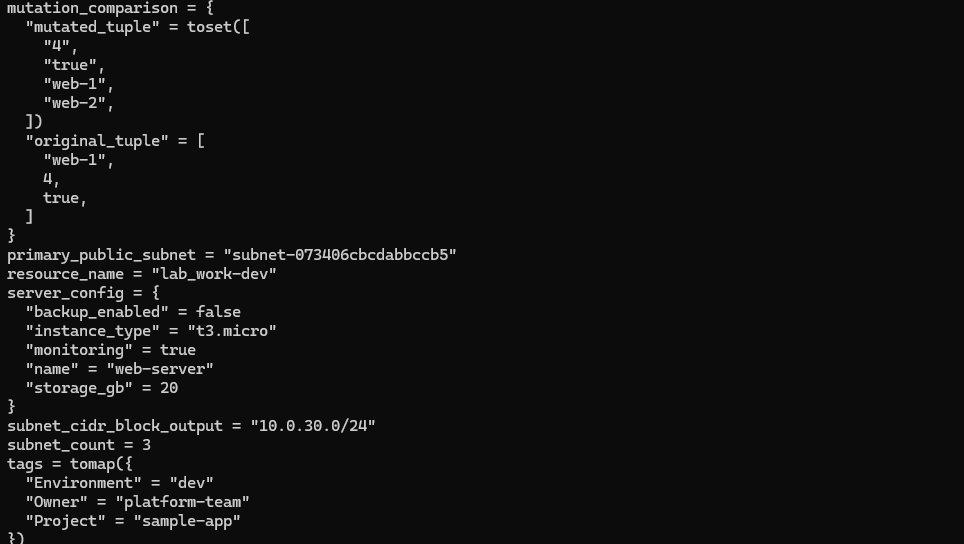 mutation_comparison = {
  "mutated_tuple" = toset([
    "4",
    "true",
    "web-1",
    "web-2",
  ])
  "original_tuple" = [
    "web-1",
    4,
    true,
  ]
}
primary_public_subnet = "subnet-073406cbcdabbccb5"
resource_name = "lab_work-dev"
server_config = {
  "backup_enabled" = false
  "instance_type" = "t3.micro"
  "monitoring" = true
  "name" = "web-server"
  "storage_gb" = 20
}
subnet_cidr_block_output = "10.0.30.0/24"
subnet_count = 3
tags = tomap({
  "Environment" = "dev"
  "Owner" = "platform-team"
  "Project" = "sample-app"
})